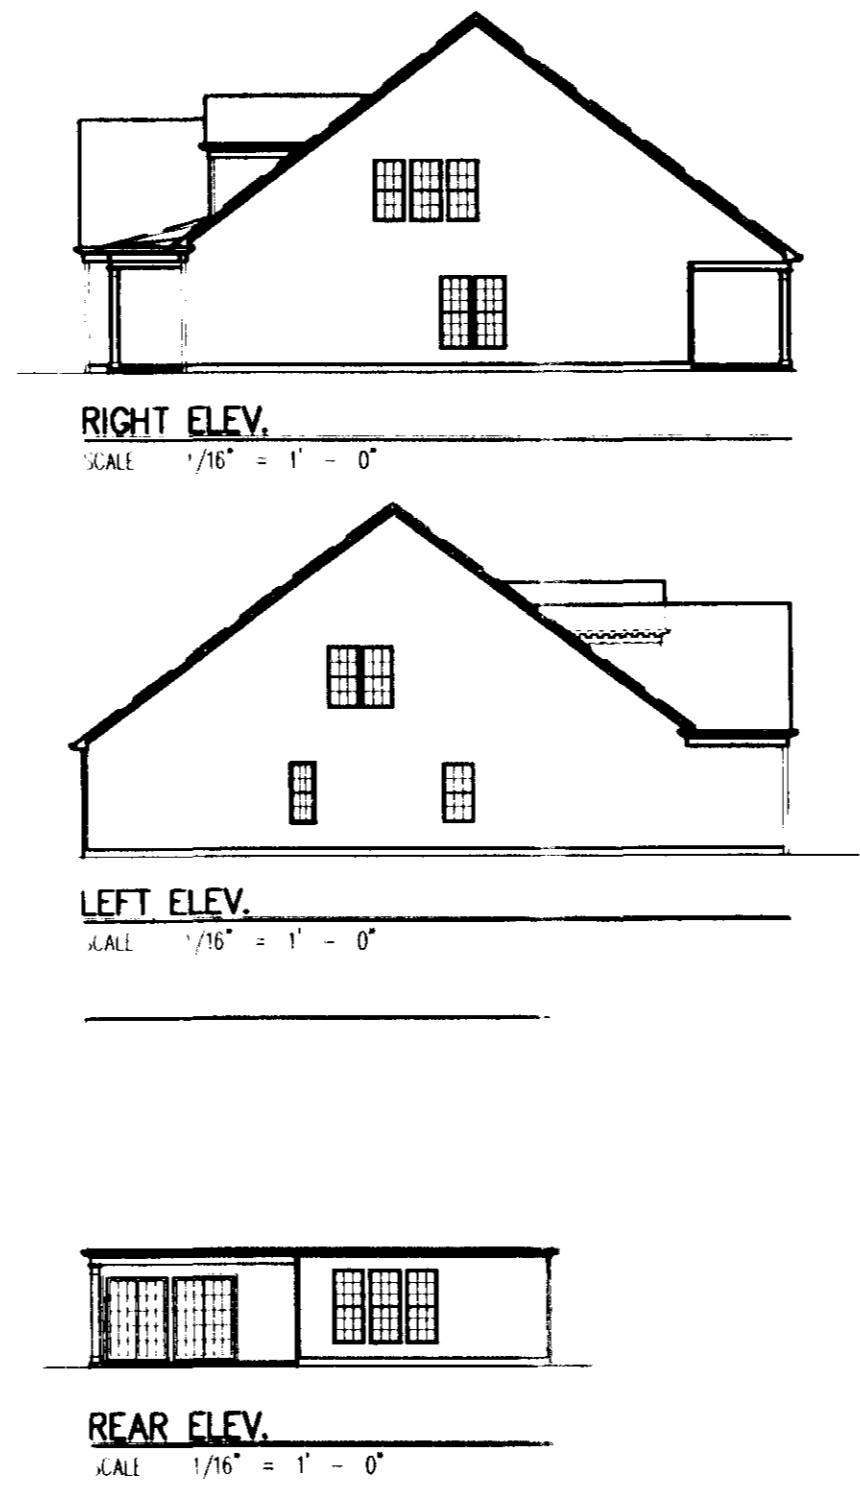 RIGHT ELEV.
SCALE 1/16" = 1' - 0"
LEFT ELEV.
SCALE 1/16" = 1' - 0"
REAR ELEV.
SCALE 1/16" = 1' - 0"